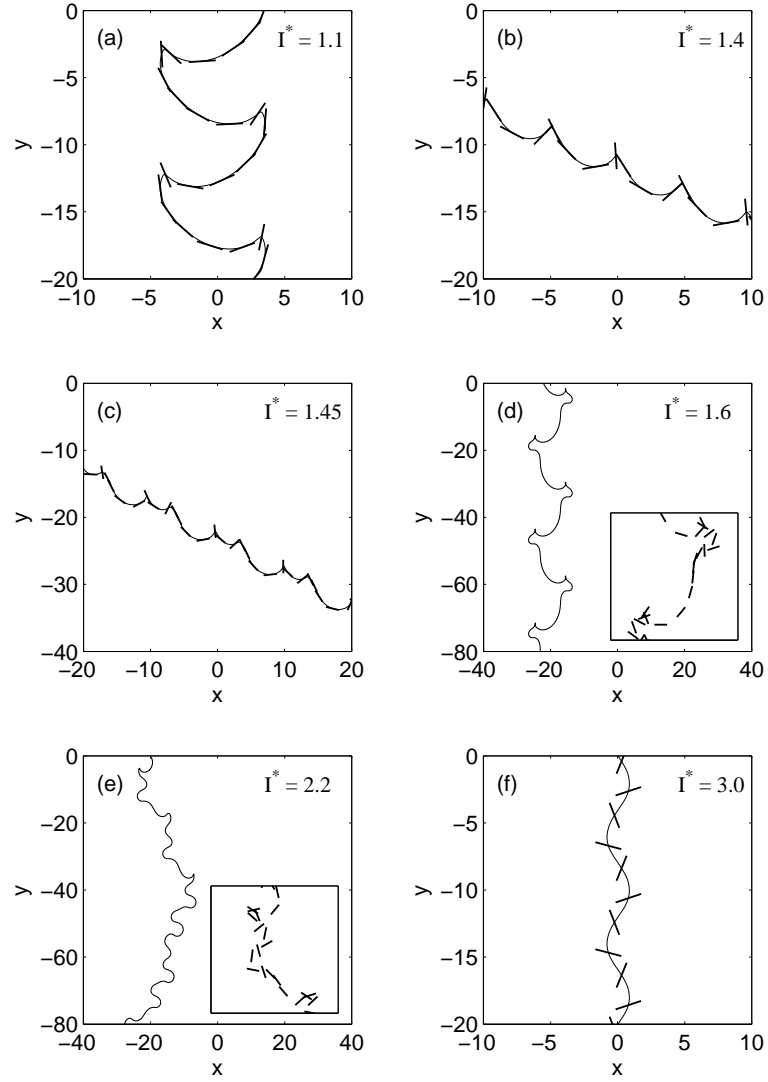 (a) I* = 1.1
0
−5
−10
−15
−20
y
−10 −5 0 5 10
x
(b) I* = 1.4
0
−5
−10
−15
−20
y
−10 −5 0 5 10
x
(c) I* = 1.45
0
−10
−20
−30
−40
y
−20 −10 0 10 20
x
(d) I* = 1.6
0
−20
−40
−60
−80
y
−40 −20 0 20 40
x
(e) I* = 2.2
0
−20
−40
−60
−80
y
−40 −20 0 20 40
x
(f) I* = 3.0
0
−5
−10
−15
−20
y
−10 −5 0 5 10
x